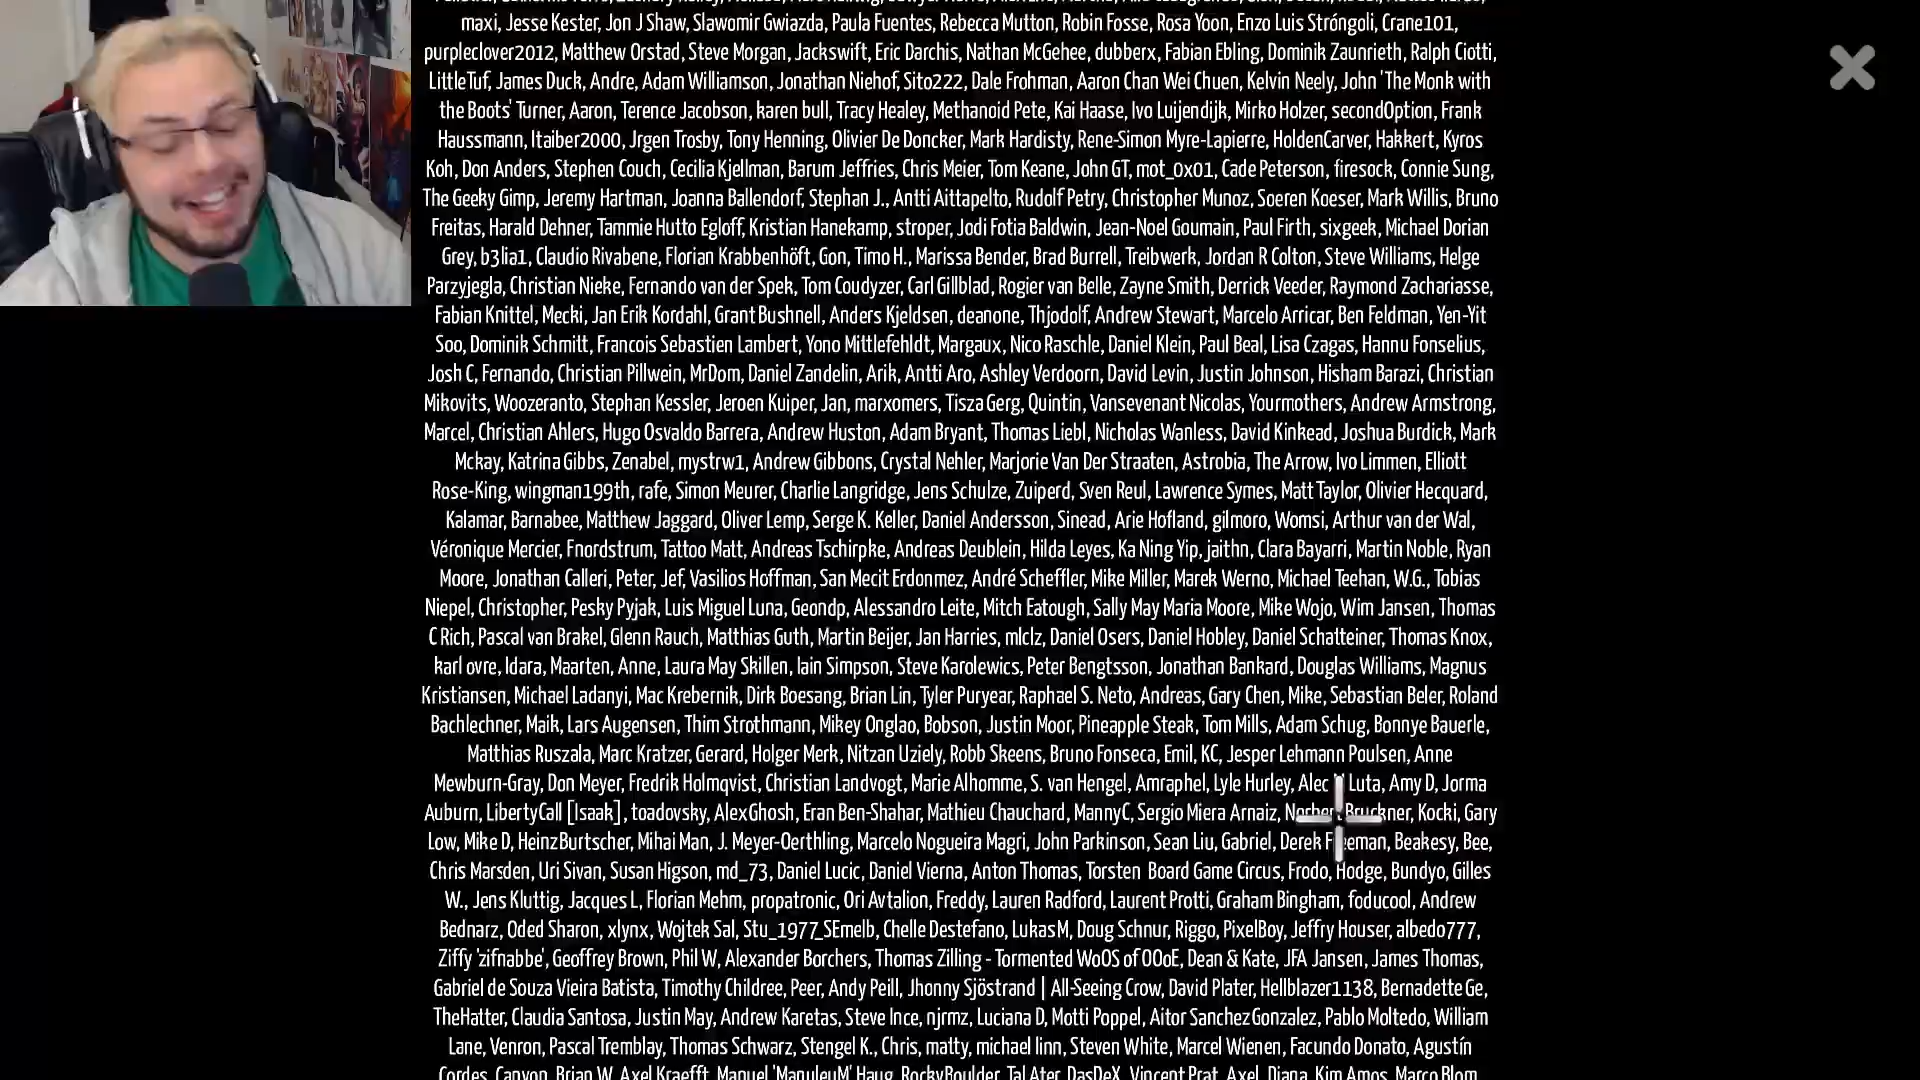 maxi, Jesse Kester, Jon J Shaw, Slawomir Gwiazda, Paula Fuentes, Rebecca Mutton, Robin Fosse, Rosa Yoon, Enzo Luis Stróngoli, Crane101,
purpleclover2012, Matthew Orstad, Steve Morgan, Jackswift, Eric Darchis, Nathan McGehee, dubberx, Fabian Ebling, Dominik Zaunrieth, Ralph Ciotti,
LittleTuf, James Duck, Andre, Adam Williamson, Jonathan Niehof, Sito222, Dale Frohman, Aaron Chan Wei Chuen, Kelvin Neely, John 'The Monk with
the Boots' Turner, Aaron, Terence Jacobson, karen bull, Tracy Healey, Methanoid Pete, Kai Haase, Ivo Luijendijk, Mirko Holzer, secondOption, Frank
Haussmann, ltaiber2000, Jrgen Trosby, Tony Henning, Olivier De Doncker, Mark Hardisty, Rene-Simon Myre-Lapierre, HoldenCarver, Hakkert, Kyros
Koh, Don Anders, Stephen Couch, Cecilia Kjellman, Barum Jeffries, Chris Meier, Tom Keane, John GT, mot_0x01, Cade Peterson, firesock, Connie Sung,
The Geeky Gimp, Jeremy Hartman, Joanna Ballendorf, Stephan J., Antti Aittapelto, Rudolf Petry, Christopher Munoz, Soeren Koeser, Mark Willis, Bruno
Freitas, Harald Dehner, Tammie Hutto Egloff, Kristian Hanekamp, stroper, Jodi Fotia Baldwin, Jean-Noel Goumain, Paul Firth, sixgeek, Michael Dorian
Grey, b3lia1, Claudio Rivabene, Florian Krabbenhöft, Gon, Timo H., Marissa Bender, Brad Burrell, Treibwerk, Jordan R Colton, Steve Williams, Helge
Parzyjegla, Christian Nieke, Fernando van der Spek, Tom Coudyzer, Carl Gillblad, Rogier van Belle, Zayne Smith, Derrick Veeder, Raymond Zachariasse,
Fabian Knittel, Mecki, Jan Erik Kordahl, Grant Bushnell, Anders Kjeldsen, deanone, Thjodolf, Andrew Stewart, Marcelo Arricar, Ben Feldman, Yen-Yit
Soo, Dominik Schmitt, Francois Sebastien Lambert, Yono Mittlefehldt, Margaux, Nico Raschle, Daniel Klein, Paul Beal, Lisa Czagas, Hannu Fonselius,
Josh C, Fernando, Christian Pillwein, MrDom, Daniel Zandelin, Arik, Antti Aro, Ashley Verdoorn, David Levin, Justin Johnson, Hisham Barazi, Christian
Mikovits, Woozeranto, Stephan Kessler, Jeroen Kuiper, Jan, marxomers, Tisza Gerg, Quintin, Vansevenant Nicolas, Yourmothers, Andrew Armstrong,
Marcel, Christian Ahlers, Hugo Osvaldo Barrera, Andrew Huston, Adam Bryant, Thomas Liebl, Nicholas Wanless, David Kinkead, Joshua Burdick, Mark
Mckay, Katrina Gibbs, Zenabel, mystrw1, Andrew Gibbons, Crystal Nehler, Marjorie Van Der Straaten, Astrobia, The Arrow, Ivo Limmen, Elliott
Rose-King, wingman199th, rafe, Simon Meurer, Charlie Langridge, Jens Schulze, Zuiperd, Sven Reul, Lawrence Symes, Matt Taylor, Olivier Hecquard,
Kalamar, Barnabee, Matthew Jaggard, Oliver Lemp, Serge K. Keller, Daniel Andersson, Sinead, Arie Hofland, gilmoro, Womsi, Arthur van der Wal,
Véronique Mercier, Fnordstrum, Tattoo Matt, Andreas Tschirpke, Andreas Deublein, Hilda Leyes, Ka Ning Yip, jaithn, Clara Bayarri, Martin Noble, Ryan
Moore, Jonathan Calleri, Peter, Jef, Vasilios Hoffman, San Mecit Erdonmez, André Scheffler, Mike Miller, Marek Werno, Michael Teehan, W.G., Tobias
Niepel, Christopher, Pesky Pyjak, Luis Miguel Luna, Geondp, Alessandro Leite, Mitch Eatough, Sally May Maria Moore, Mike Wojo, Wim Jansen, Thomas
C Rich, Pascal van Brakel, Glenn Rauch, Matthias Guth, Martin Beijer, Jan Harries, mlclz, Daniel Osers, Daniel Hobley, Daniel Schatteiner, Thomas Knox,
karl ovre, Idara, Maarten, Anne, Laura May Skillen, Iain Simpson, Steve Karolewics, Peter Bengtsson, Jonathan Bankard, Douglas Williams, Magnus
Kristiansen, Michael Ladanyi, Mac Krebernik, Dirk Boesang, Brian Lin, Tyler Puryear, Raphael S. Neto, Andreas, Gary Chen, Mike, Sebastian Beler, Roland
Bachlechner, Maik, Lars Augensen, Thim Strothmann, Mikey Onglao, Bobson, Justin Moor, Pineapple Steak, Tom Mills, Adam Schug, Bonnye Bauerle,
Matthias Ruszala, Marc Kratzer, Gerard, Holger Merk, Nitzan Uziely, Robb Skeens, Bruno Fonseca, Emil, KC, Jesper Lehmann Poulsen, Anne
Mewburn-Gray, Don Meyer, Fredrik Holmqvist, Christian Landvogt, Marie Alhomme, S. van Hengel, Amraphel, Lyle Hurley, Alec Luta, Amy D, Jorma
Auburn, LibertyCall [Isaak], toadovsky, AlexGhosh, Eran Ben-Shahar, Mathieu Chauchard, MannyC, Sergio Miera Arnaiz, Bruckner, Kocki, Gary
Low, Mike D, HeinzBurtscher, Mihai Man, J. Meyer-Oerthling, Marcelo Nogueira Magri, John Parkinson, Sean Liu, Gabriel, Derek Beakesy, Bee,
Chris Marsden, Uri Sivan, Susan Higson, md_73, Daniel Lucic, Daniel Vierna, Anton Thomas, Torsten Board Game Circus, Frodo, Hodge, Bundyo, Gilles
W., Jens Kluttig, Jacques L, Florian Mehm, propatronic, Ori Avtalion, Freddy, Lauren Radford, Laurent Protti, Graham Bingham, foducool, Andrew
Bednarz, Oded Sharon, xlynx, Wojtek Sal, Stu_1977_SEmelb, Chelle Destefano, LukasM, Doug Schnur, Riggo, PixelBoy, Jeffry Houser, albedo777,
Ziffy 'zifnabbe', Geoffrey Brown, Phil W, Alexander Borchers, Thomas Zilling - Tormented WoOS of OOoE, Dean & Kate, JFA Jansen, James Thomas,
Gabriel de Souza Vieira Batista, Timothy Childree, Peer, Andy Peill, Jhonny Sjöstrand | All-Seeing Crow, David Plater, Hellblazer1138, Bernadette Ge,
TheHatter, Claudia Santosa, Justin May, Andrew Karetas, Steve Ince, njrmz, Luciana D, Motti Poppel, Aitor SanchezGonzalez, Pablo Moltedo, William
Lane, Venron, Pascal Tremblay, Thomas Schwarz, Stengel K., Chris, matty, michael linn, Steven White, Marcel Wienen, Facundo Donato, Agustín
Cordes, Canyon, Brian W, Axel Kraefft, Manuel 'ManuleuM' Haug, RockyBoulder, Tal Ater, DasDeX, Vincent Prat, Axel, Diana, Kim Amos, Marco Blom